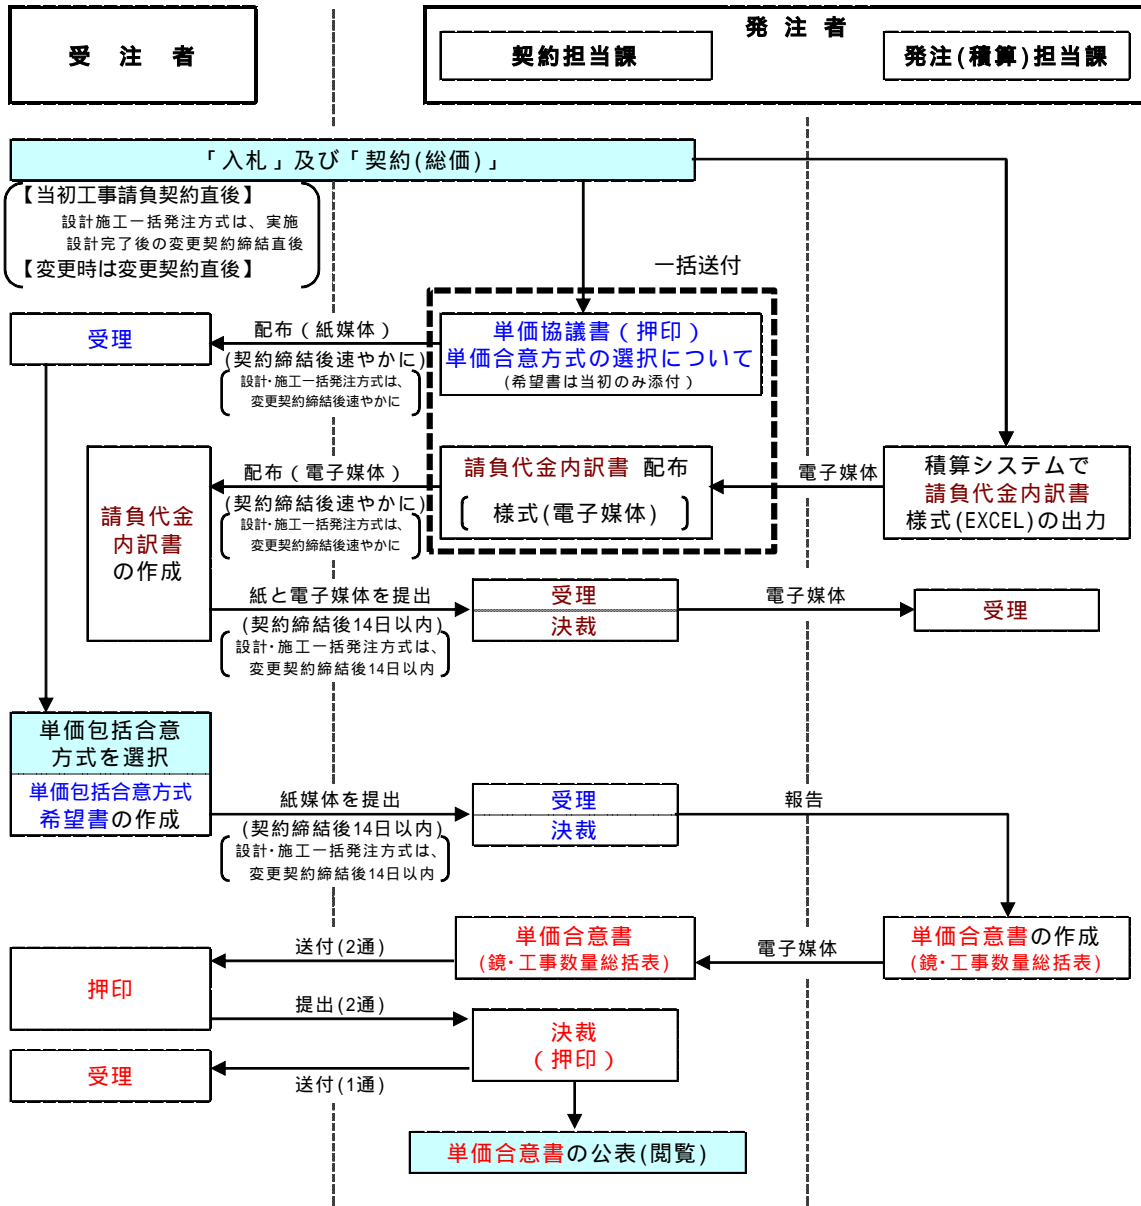 受 注 者
発 注 者
契約担当課
発注(積算)担当課
「入札」及び「契約(総価)」
【当初工事請負契約直後】
設計施工一括発注方式は、実施
設計完了後の変更契約締結直後
【変更時は変更契約直後】
一括送付
受理
配布(紙媒体)
(契約締結後速やかに)
設計・施工一括発注方式は、
変更契約締結後速やかに
単価協議書(押印)
単価合意方式の選択について
(希望書は当初のみ添付)
請負代金
内訳書
の作成
配布(電子媒体)
(契約締結後速やかに)
設計・施工一括発注方式は、
変更契約締結後速やかに
請負代金内訳書 配布
様式(電子媒体)
電子媒体
積算システムで
請負代金内訳書
様式(EXCEL)の出力
紙と電子媒体を提出
(契約締結後14日以内)
設計・施工一括発注方式は、
変更契約締結後14日以内
受理
決裁
電子媒体
受理
単価包括合意
方式を選択
単価包括合意方式
希望書の作成
紙媒体を提出
(契約締結後14日以内)
設計・施工一括発注方式は、
変更契約締結後14日以内
受理
決裁
報告
単価合意書の作成
(鏡・工事数量総括表)
電子媒体
単価合意書
(鏡・工事数量総括表)
送付(2通)
押印
提出(2通)
決裁
(押印)
受理
送付(1通)
単価合意書の公表(閲覧)